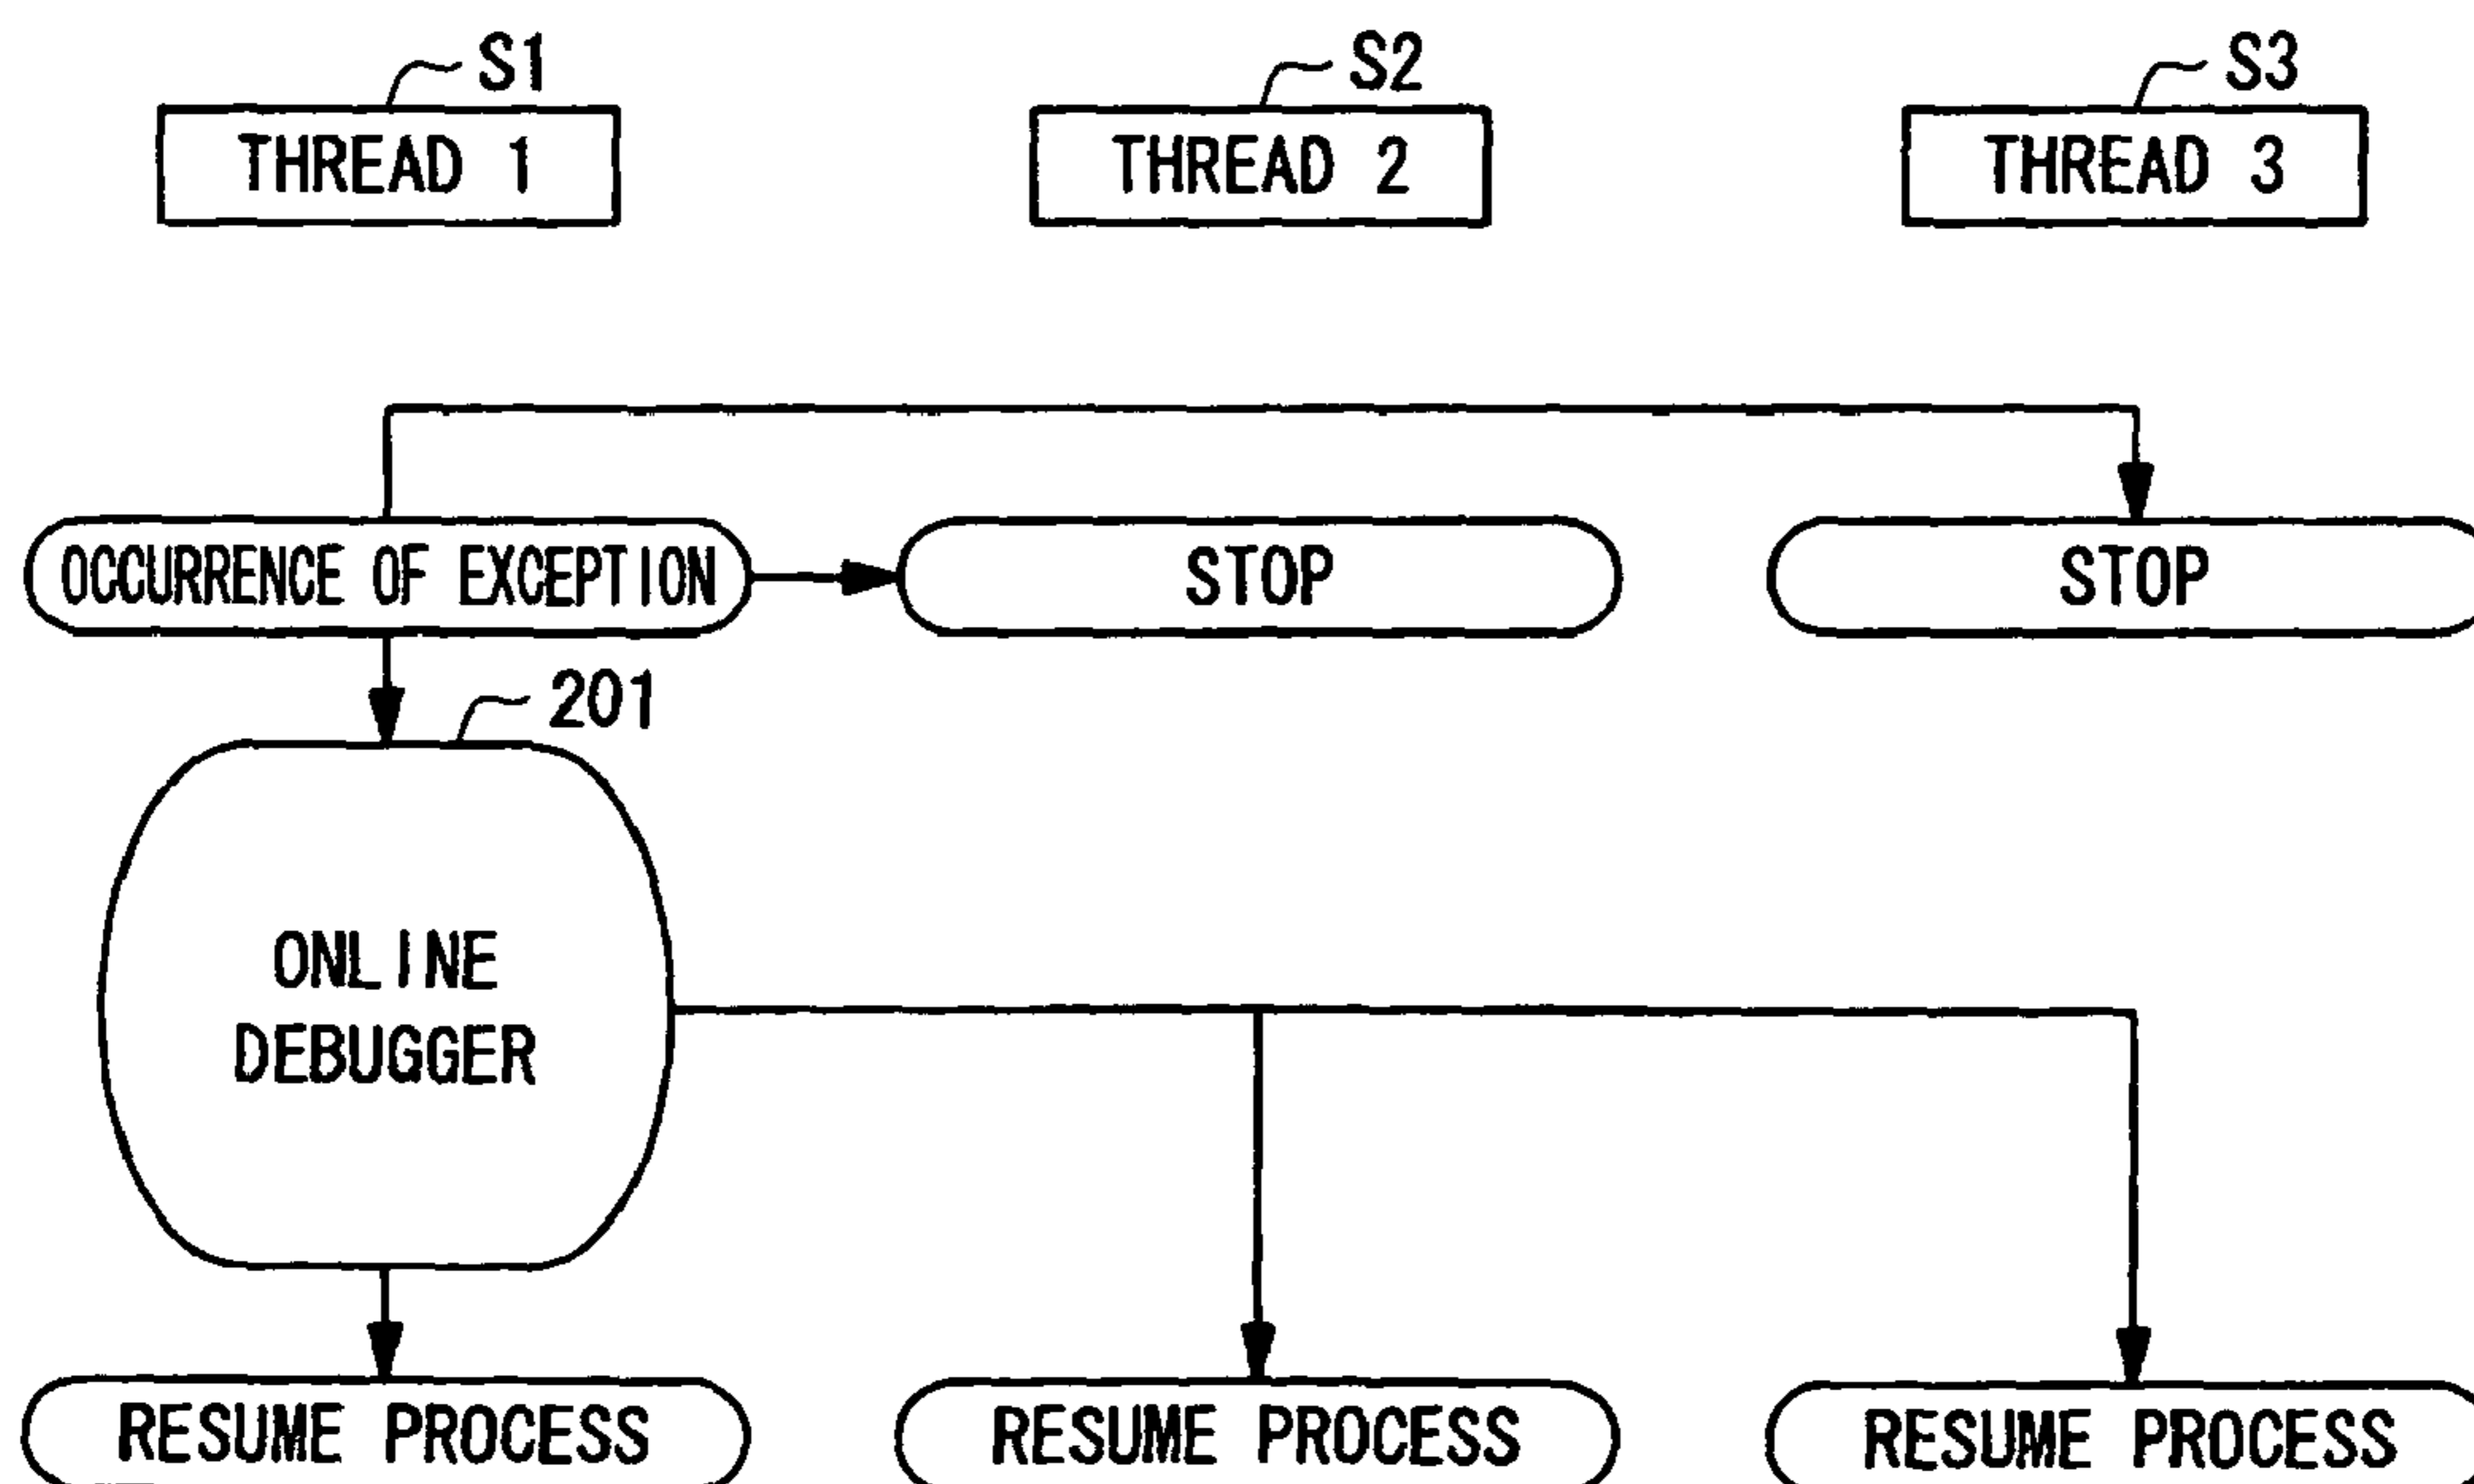 S1
S2
S3
THREAD 1
THREAD 2
THREAD 3
OCCURRENCE OF EXCEPTION
STOP
STOP
201
ONLINE
DEBUGGER
RESUME PROCESS
RESUME PROCESS
RESUME PROCESS